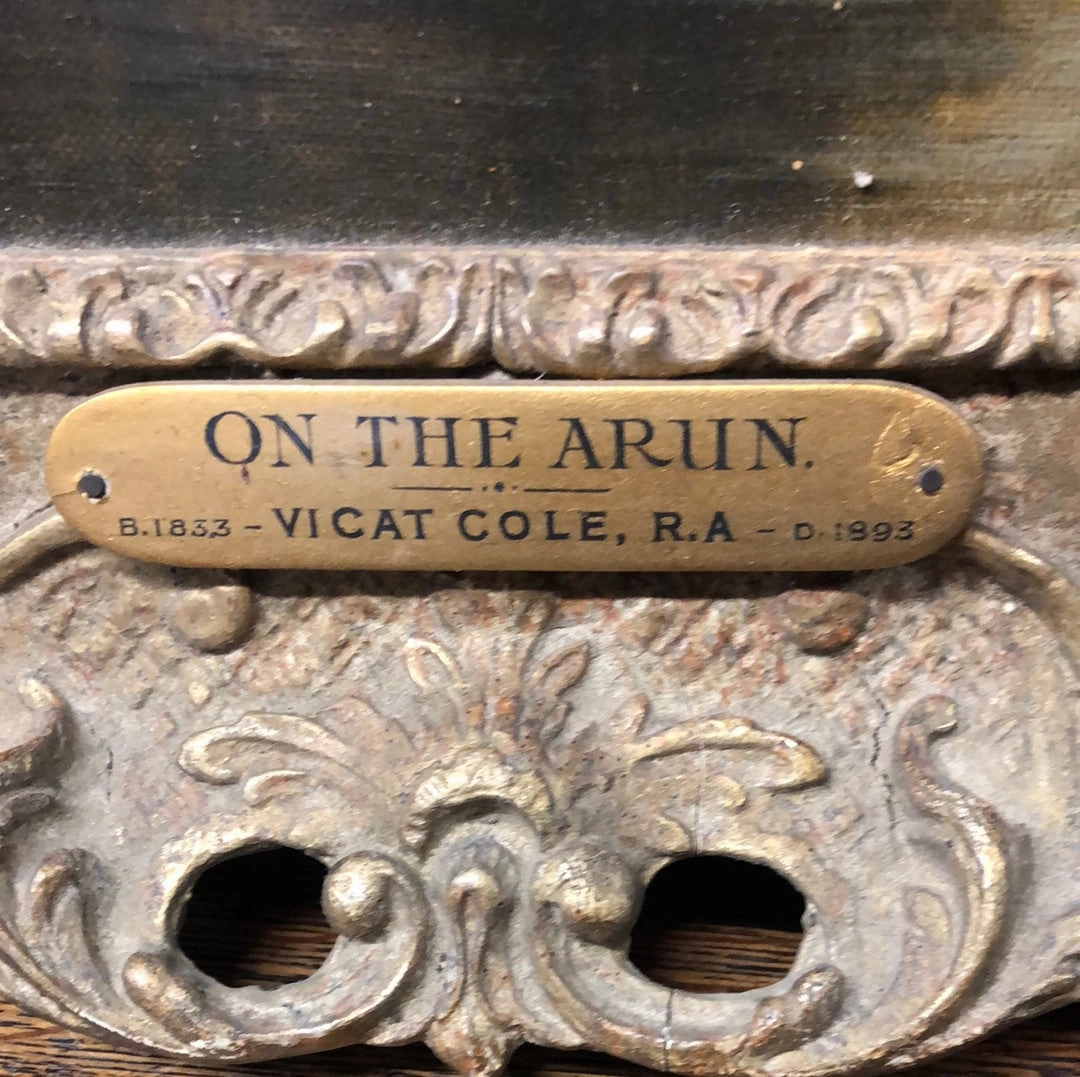 ON THE ARUN.
B.1833 - VICAT COLE, R.A - D.1893